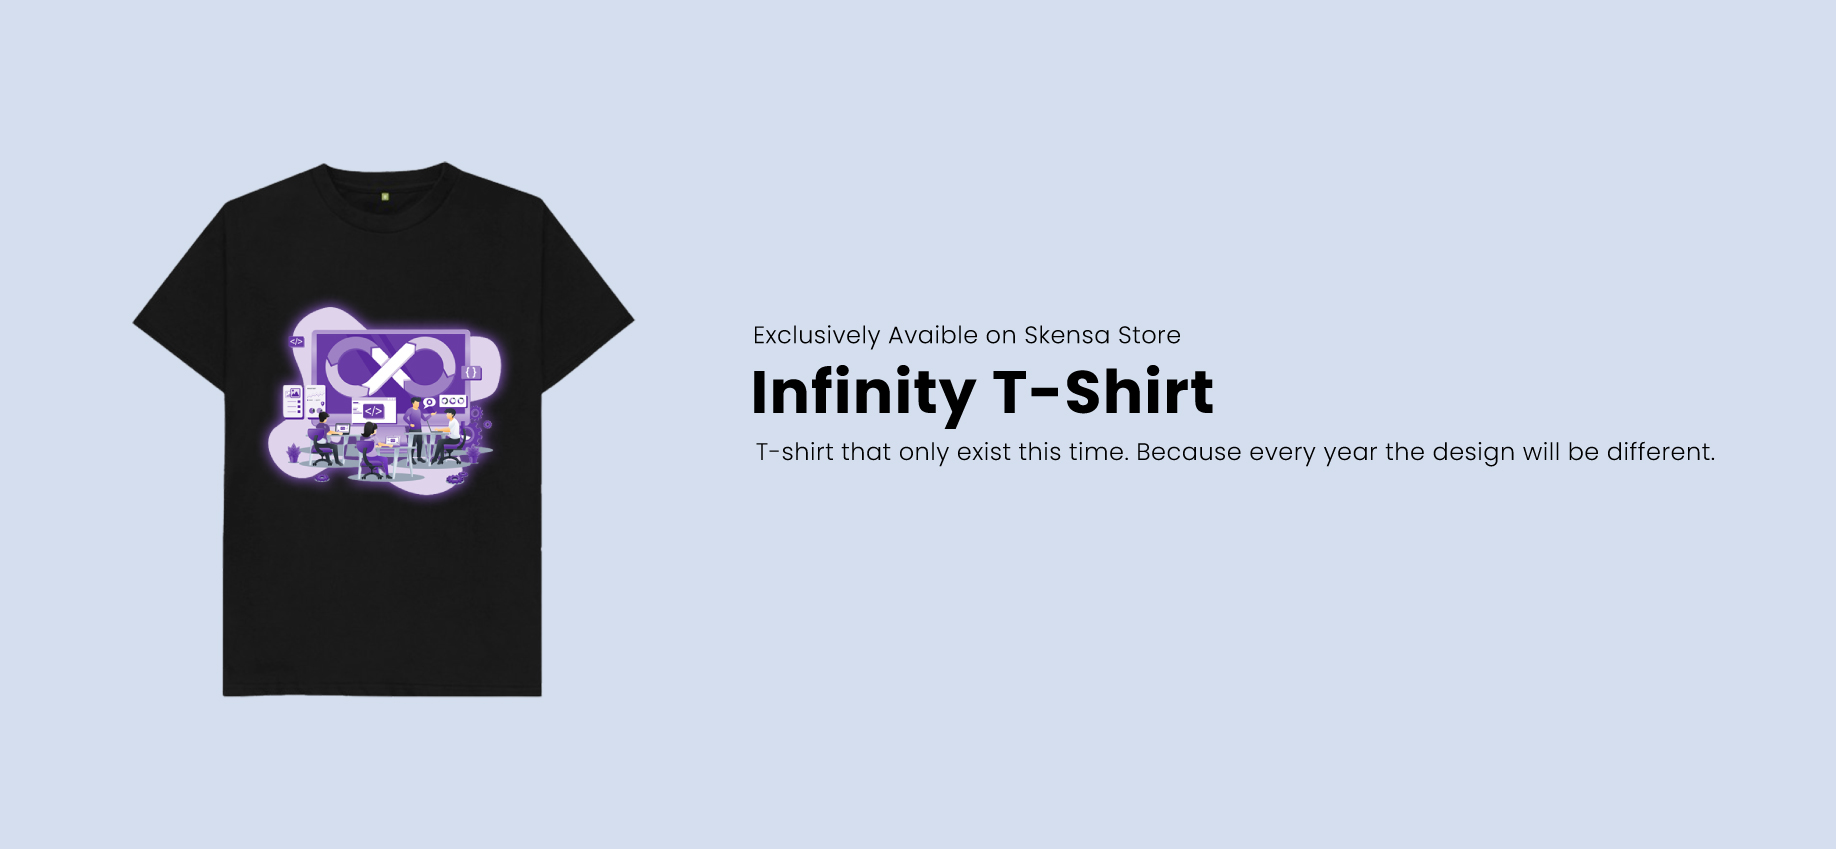 Exclusively Avaible on Skensa Store
Infinity T-Shirt
T-shirt that only exist this time. Because every year the design will be different.
</>
{}
</>